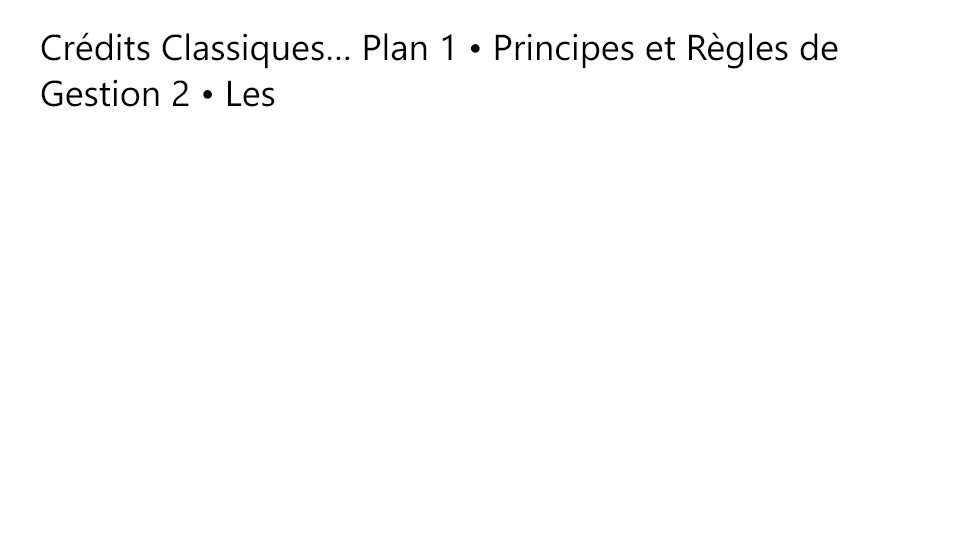 Crédits Classiques... Plan 1 • Principes et Règles de
Gestion 2 • Les